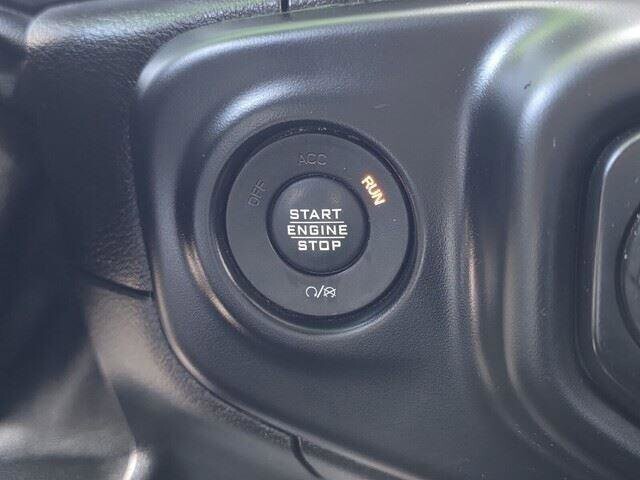 ACC
OFF
RUN
START
ENGINE
STOP